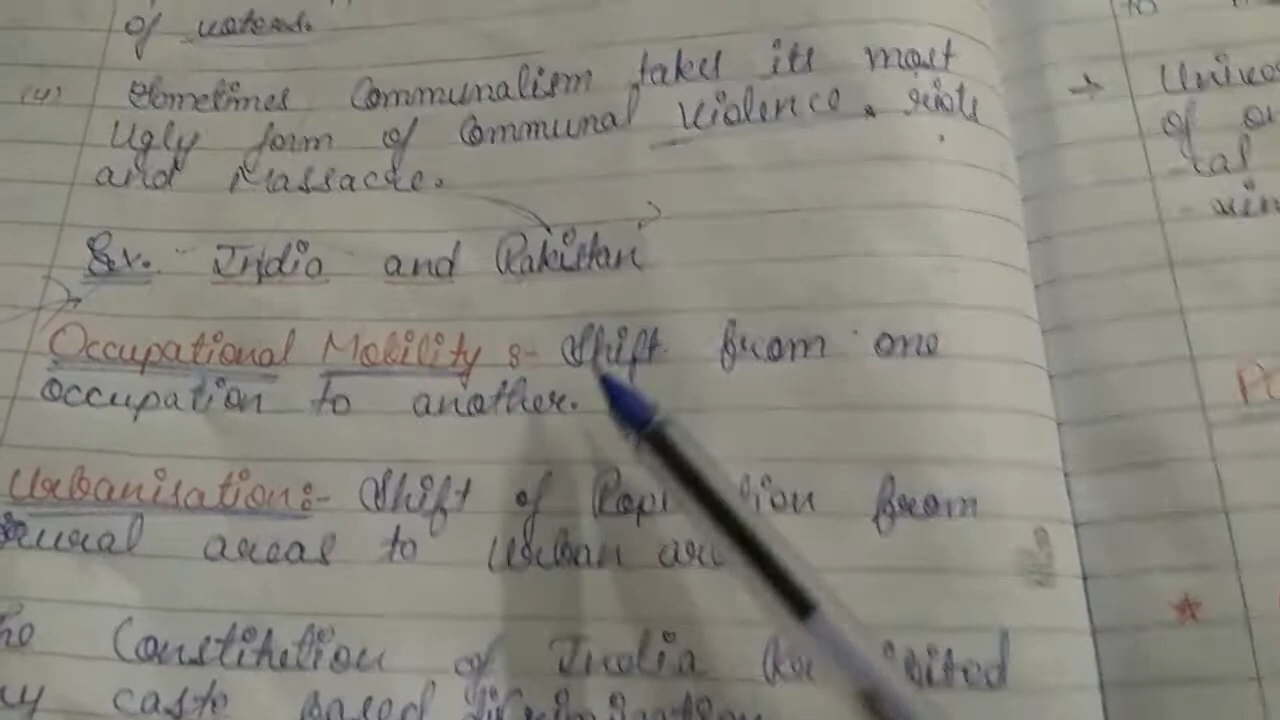 of voters.
(4) Sometimes Communalism takes its most
Ugly form of Communal Violence, riots
and Massacre.
Ex. India and Pakistan
Occupational Mobility :- Shift from one
occupation to another.
Urbanisation :- Shift of from
rural areas to Urban
Constitution of India
caste based
→ 
of